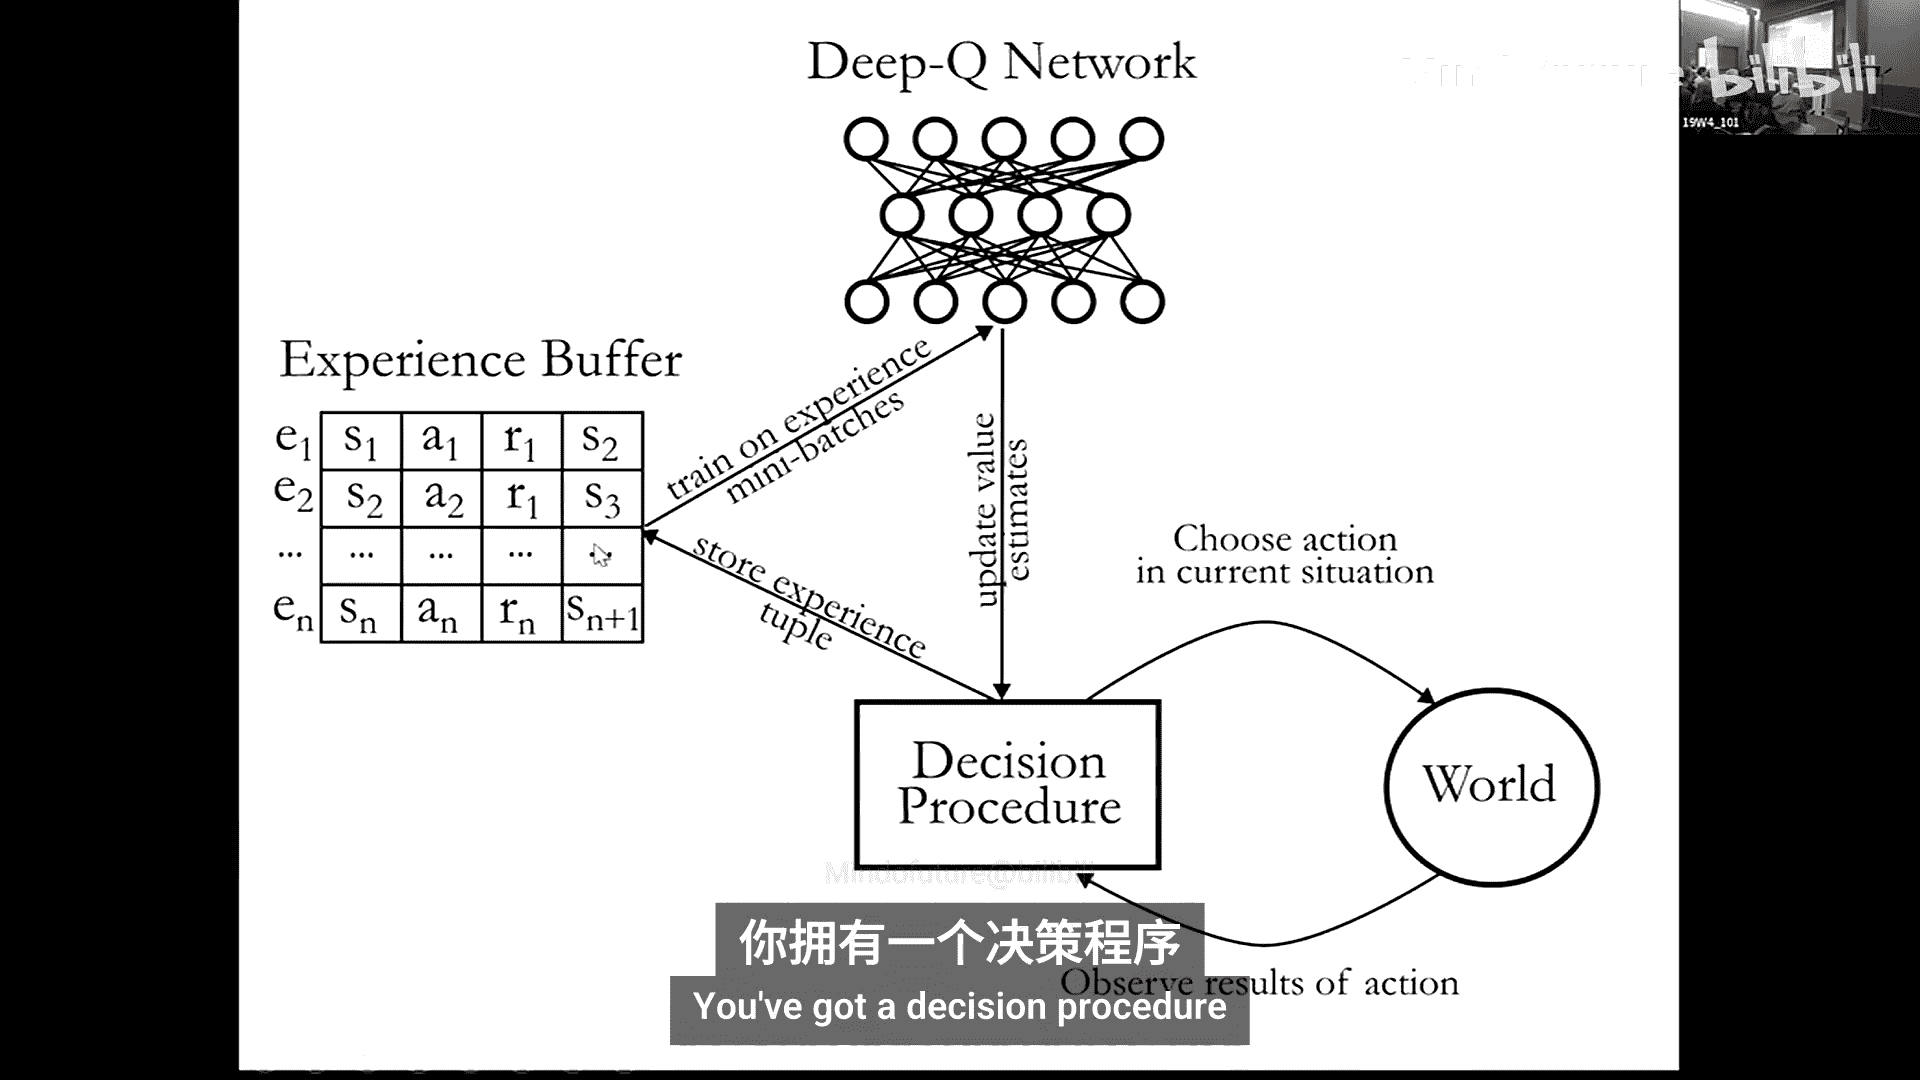 Deep-Q Network
bilibili
19W4_101
Experience Buffer
e1 s1 a1 r1 s2
e2 s2 a2 r1 s3
... ... ... ...
en sn an rn sn+1
train on experience
mini-batches
store experience
tuple
update value
estimates
Choose action
in current situation
Decision
Procedure
World
Mindofuture@bilibili
你拥有一个决策程序
Observe results of action
You've got a decision procedure